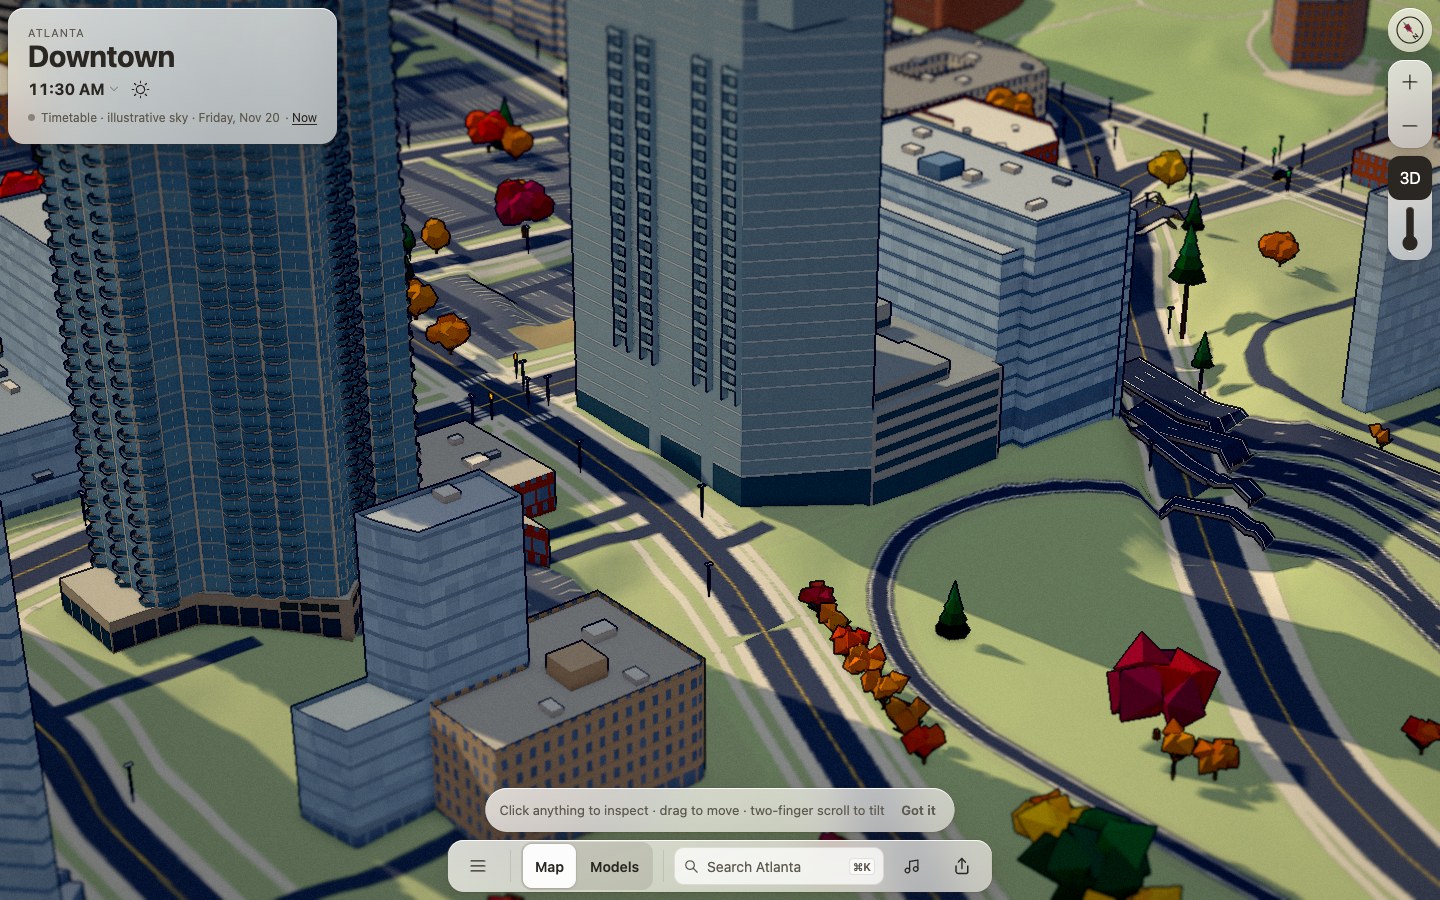 ATLANTA
Downtown
11:30 AM
Timetable · illustrative sky · Friday, Nov 20 · Now
N
3D
Click anything to inspect · drag to move · two-finger scroll to tilt Got it
Map Models Search Atlanta ⌘K